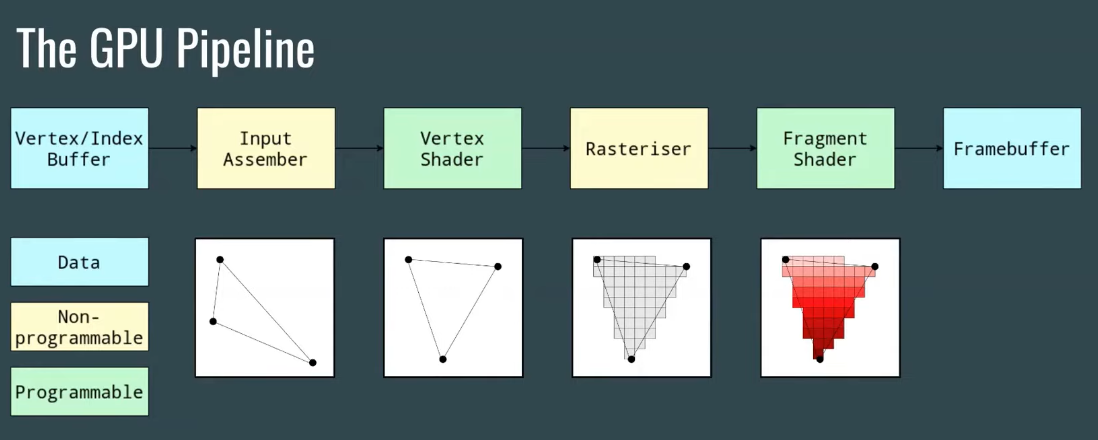 The GPU Pipeline
Vertex/Index
Buffer
Input
Assember
Vertex
Shader
Rasteriser
Fragment
Shader
Framebuffer
Data
Non-
programmable
Programmable